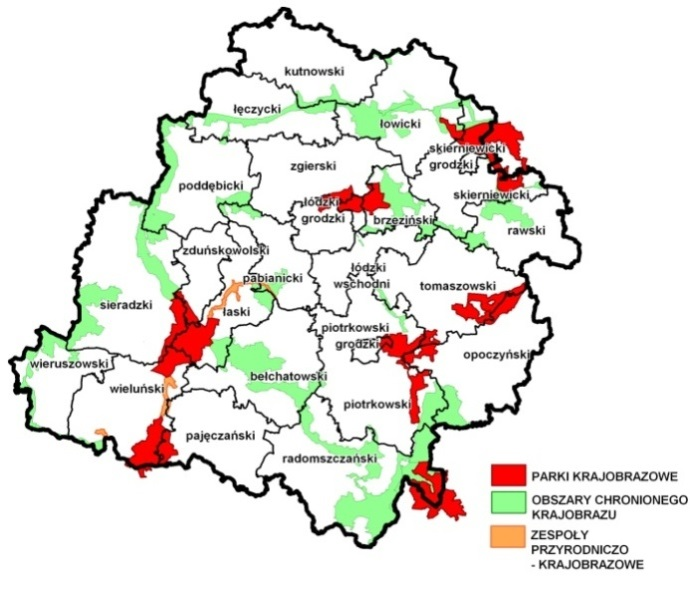 kutnowski
łęczycki
łowicki
skierniewicki
grodzki
zgierski
poddębicki
łódzki
grodzki
brzeziński
skierniewicki
rawski
zduńskowolski
pabianicki
łódzki
wschodni
tomaszowski
sieradzki
łaski
piotrkowski
grodzki
opoczyński
wieruszowski
wieluński
bełchatowski
piotrkowski
pajęczański
radomszczański
PARKI KRAJOBRAZOWE
OBSZARY CHRONIONEGO
KRAJOBRAZU
ZESPOŁY
PRZYRODNICZO
- KRAJOBRAZOWE